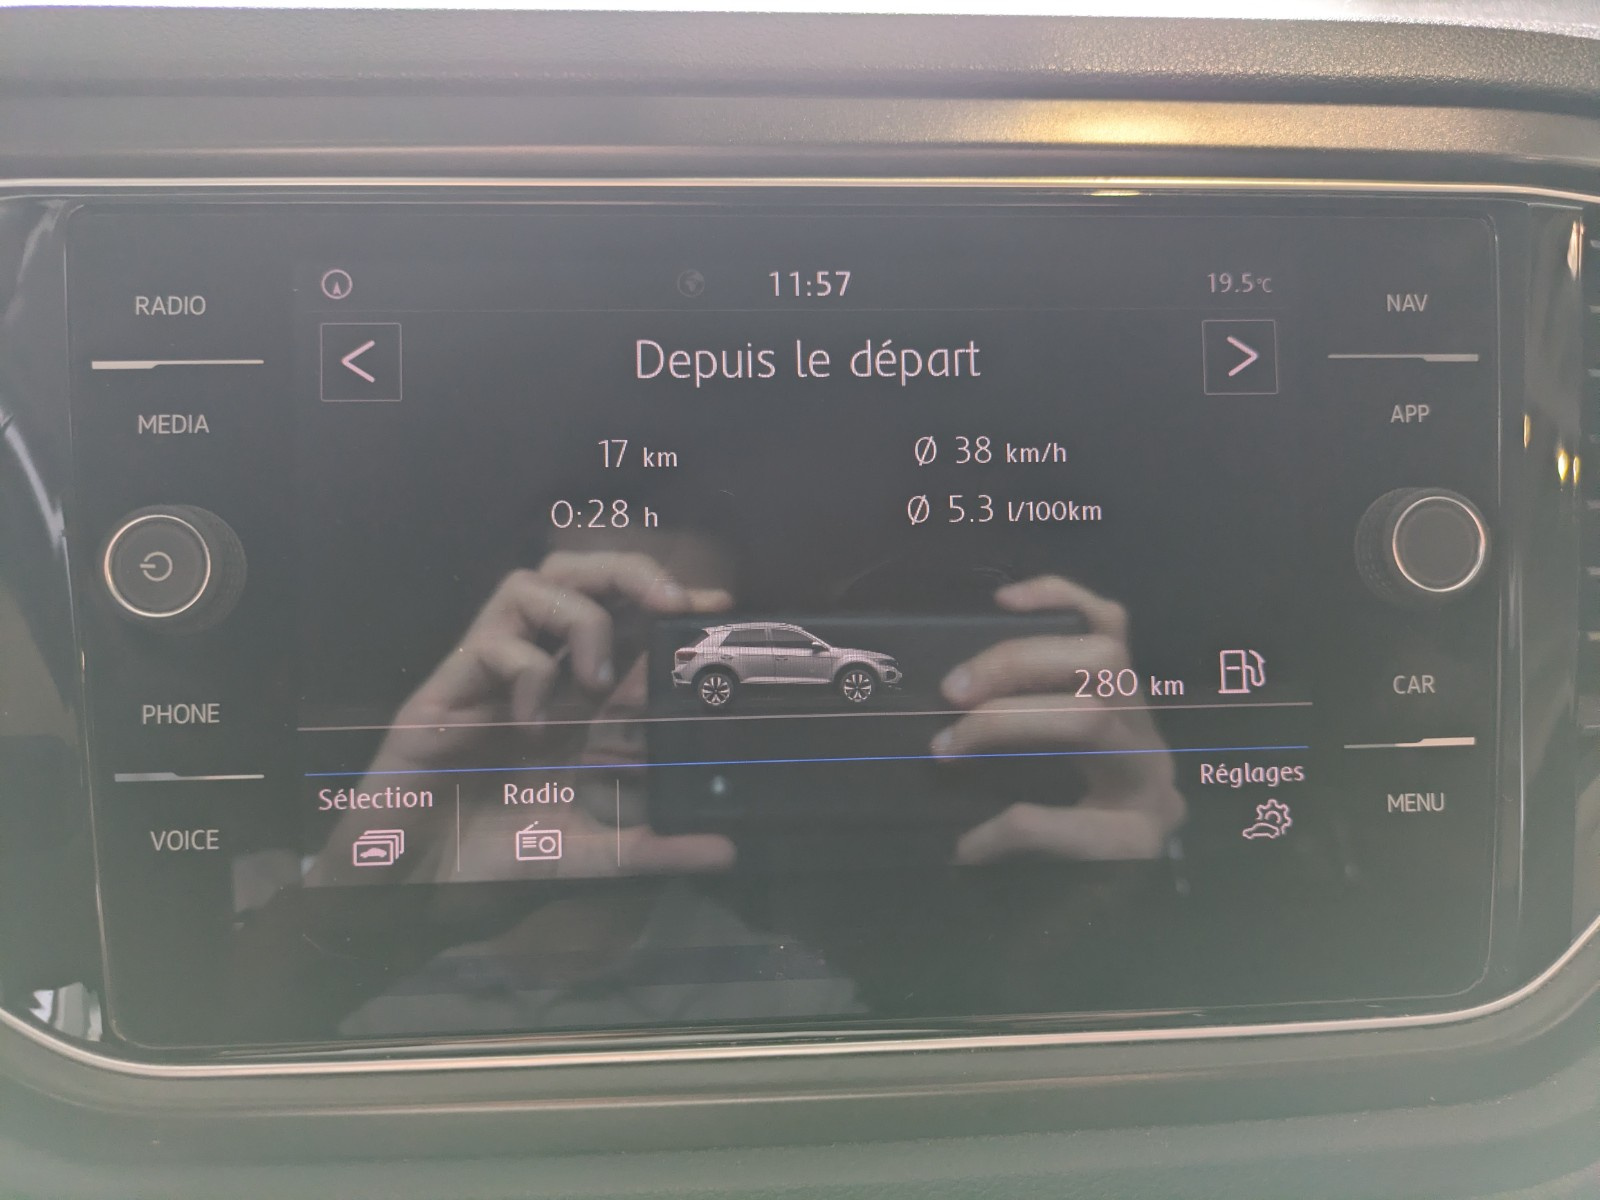 11:57
19.5°C
RADIO
NAV
Depuis le départ
MEDIA
APP
17 km
Ø 38 km/h
0:28 h
Ø 5.3 l/100km
280 km
CAR
PHONE
Sélection
Radio
Réglages
VOICE
MENU